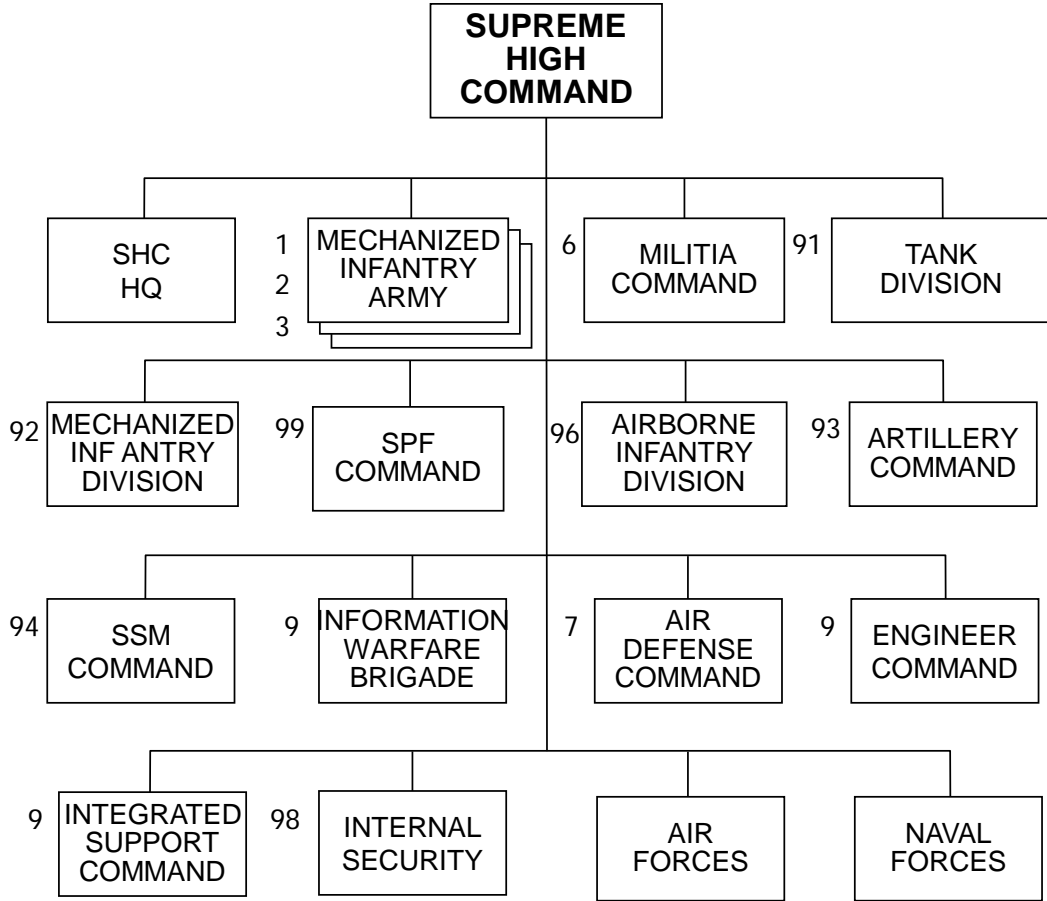 SUPREME
HIGH
COMMAND
SHC
HQ
1
2
3
MECHANIZED
INFANTRY
ARMY
6
MILITIA
COMMAND
91
TANK
DIVISION
92
MECHANIZED
INF ANTRY
DIVISION
99
SPF
COMMAND
96
AIRBORNE
INFANTRY
DIVISION
93
ARTILLERY
COMMAND
94
SSM
COMMAND
9
INFORMATION
WARFARE
BRIGADE
7
AIR
DEFENSE
COMMAND
9
ENGINEER
COMMAND
9
INTEGRATED
SUPPORT
COMMAND
98
INTERNAL
SECURITY
AIR
FORCES
NAVAL
FORCES